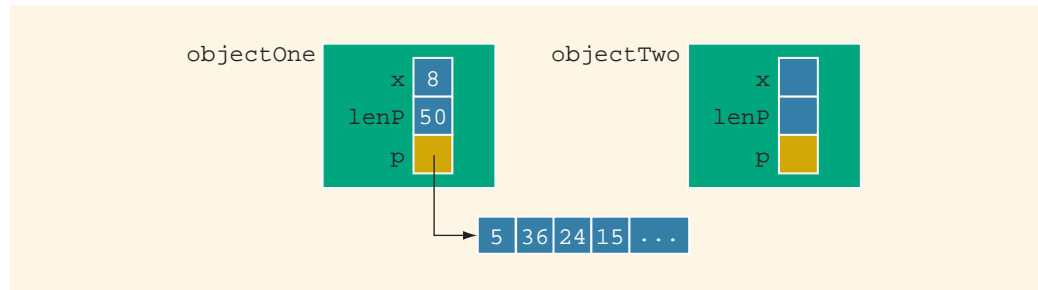 objectOne
x 8
lenP 50
p
objectTwo
x
lenP
p
5 36 24 15 ...